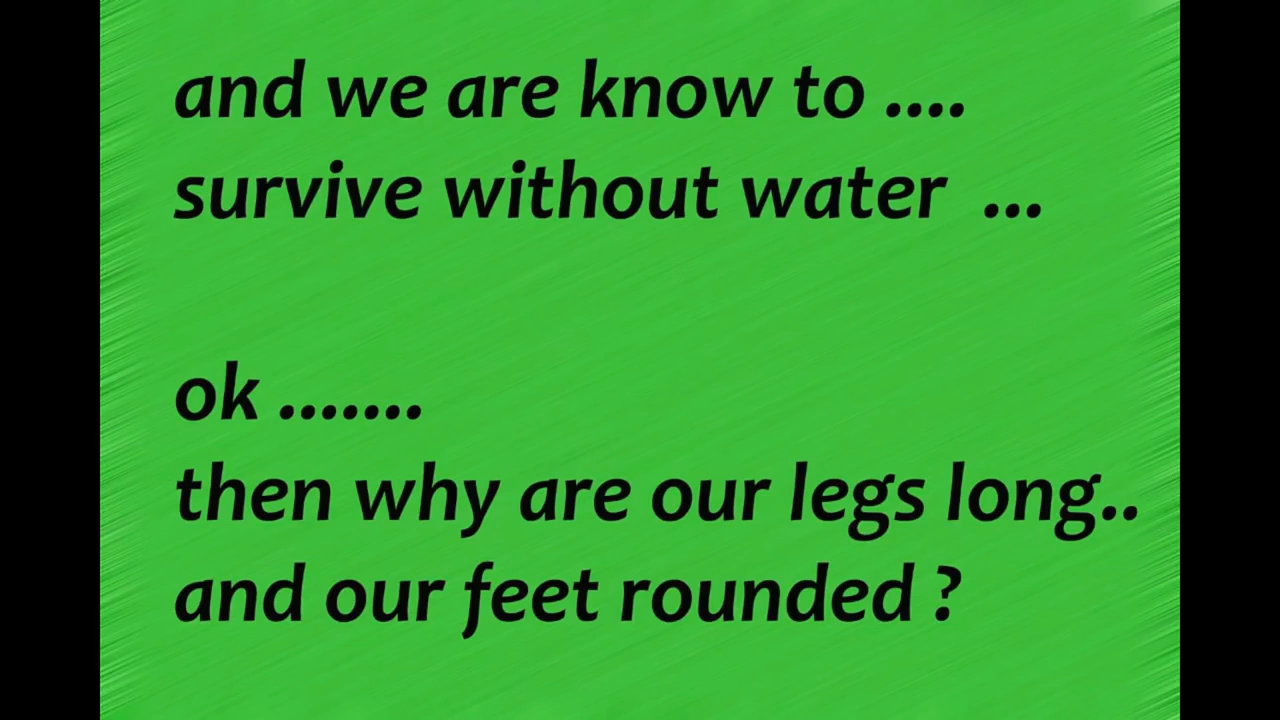 and we are know to ....
survive without water ...
ok .......
then why are our legs long..
and our feet rounded ?